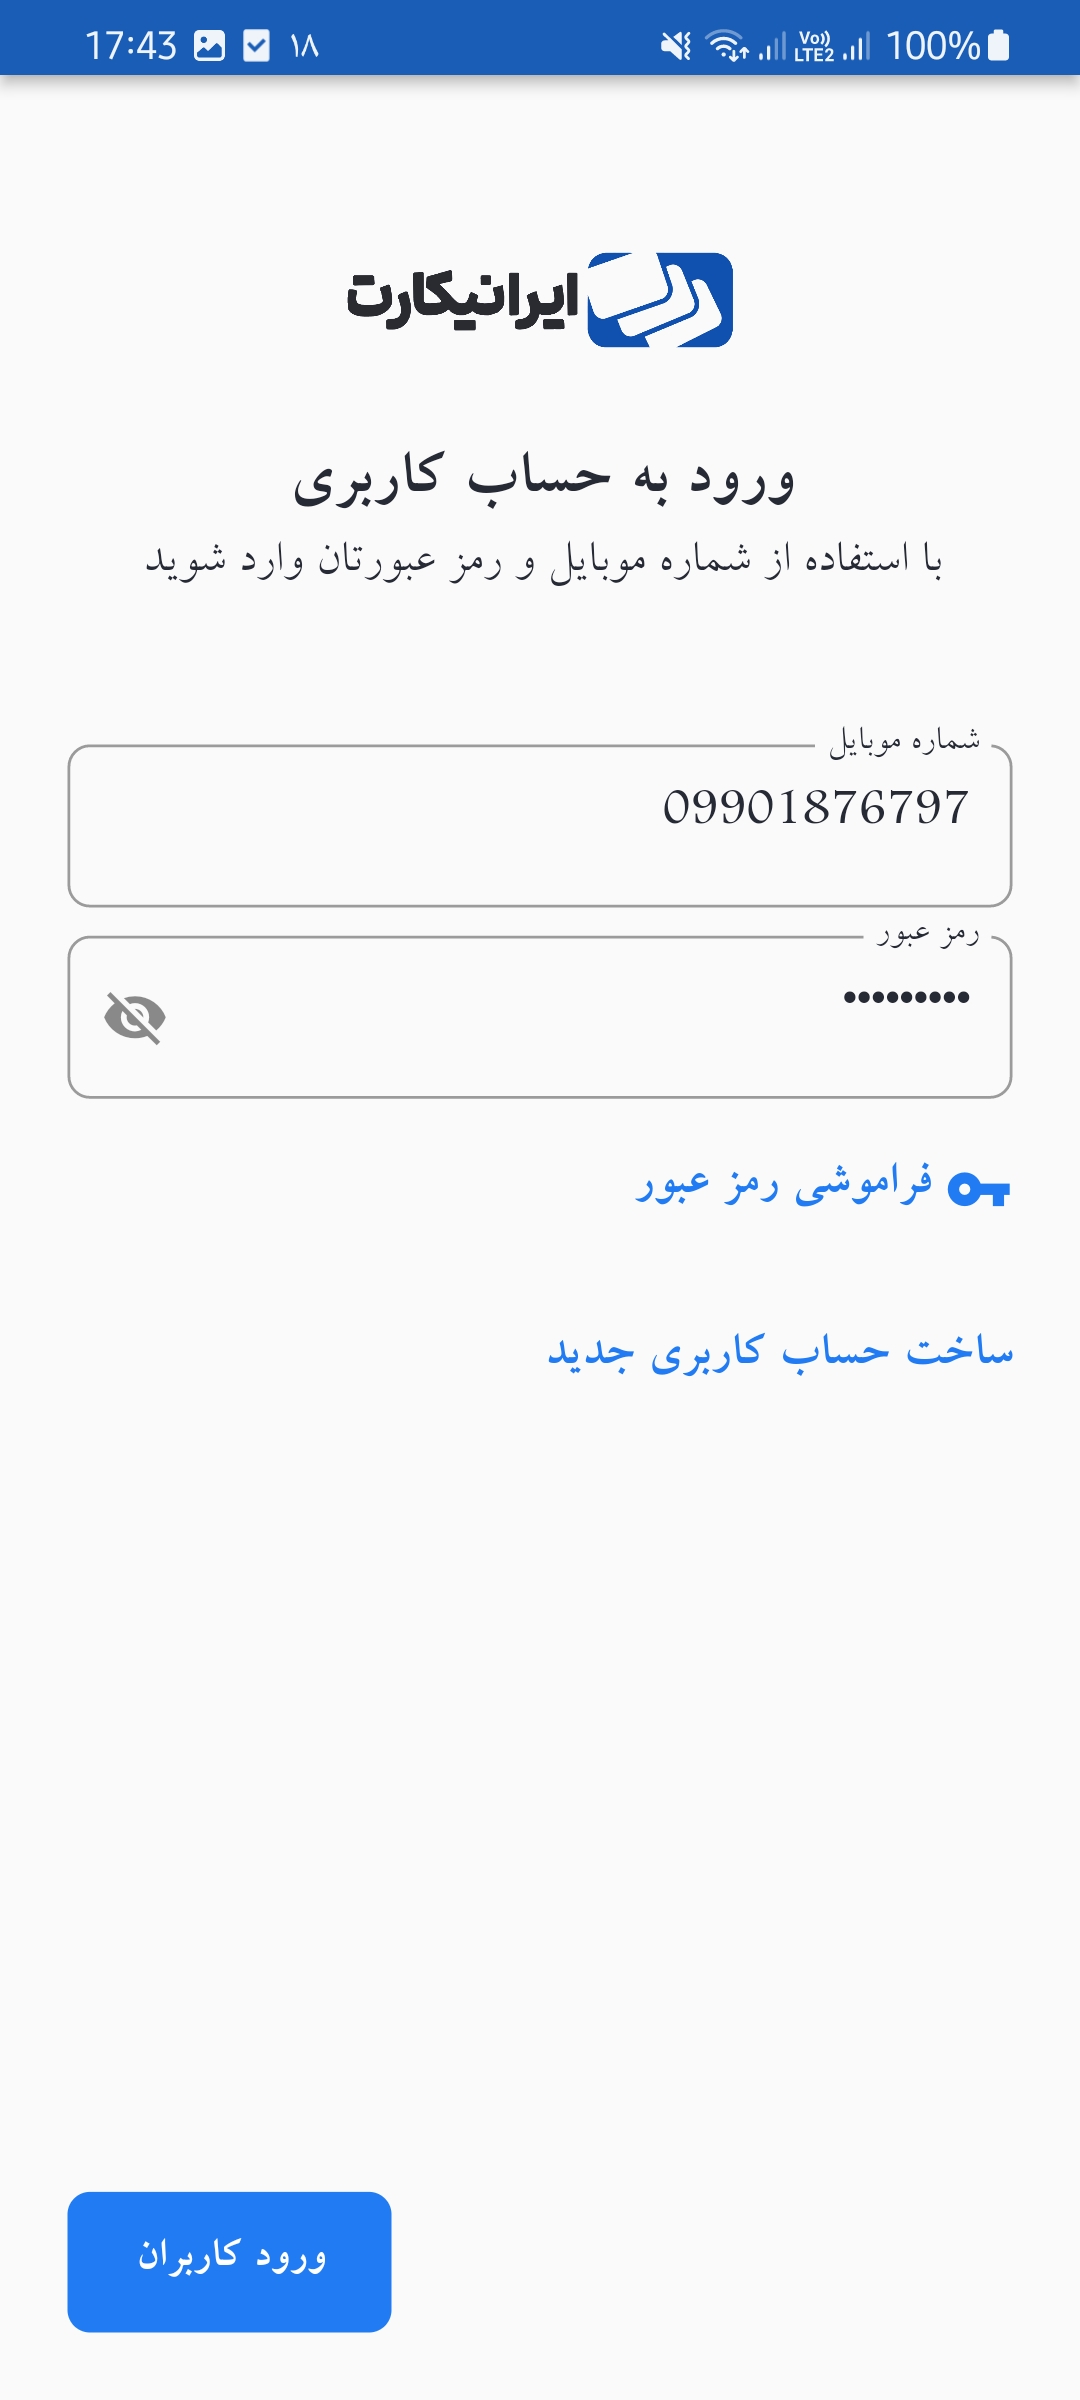 17:43 ۱۸ Vo)) LTE2 100%
ایرانیکارت
ورود به حساب کاربری
با استفاده از شماره موبایل و رمز عبورتان وارد شوید
شماره موبایل
09901876797
رمز عبور
•••••••••
فراموشی رمز عبور
ساخت حساب کاربری جدید
ورود کاربران